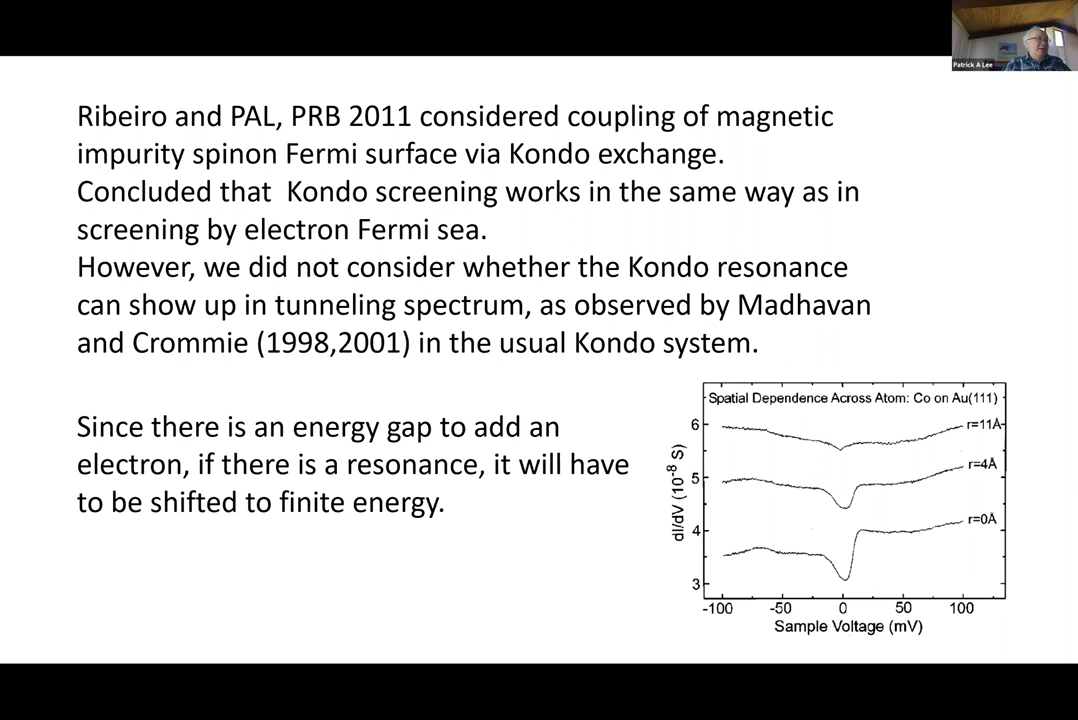 Patrick A Lee
Ribeiro and PAL, PRB 2011 considered coupling of magnetic
impurity spinon Fermi surface via Kondo exchange.
Concluded that  Kondo screening works in the same way as in
screening by electron Fermi sea.
However, we did not consider whether the Kondo resonance
can show up in tunneling spectrum, as observed by Madhavan
and Crommie (1998,2001) in the usual Kondo system.
Since there is an energy gap to add an
electron, if there is a resonance, it will have
to be shifted to finite energy.
Spatial Dependence Across Atom: Co on Au(111)
r=11Å
r=4Å
r=0Å
6
5
4
3
dI/dV (10⁻⁸ S)
-100 -50 0 50 100
Sample Voltage (mV)